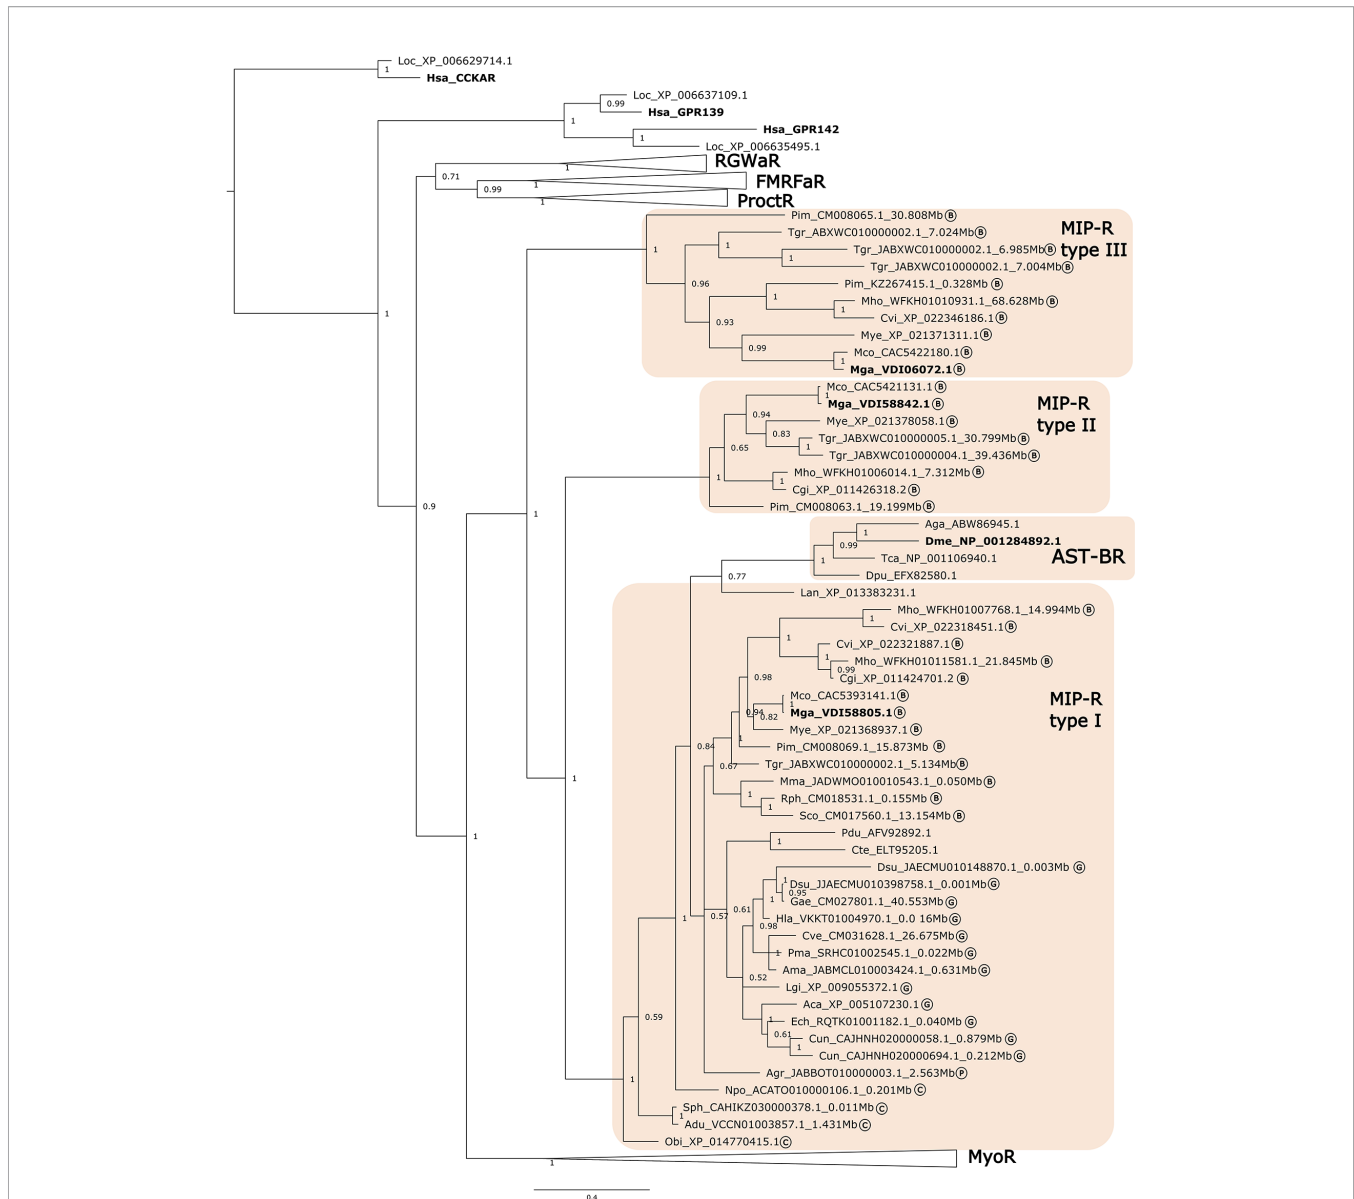 Loc_XP_006629714.1
1
Hsa_CCKAR
Loc_XP_006637109.1
0.99
Hsa_GPR139
1
Hsa_GPR142
1
Loc_XP_006635495.1
RGWaR
1
0.71
FMRFaR
1
0.99
ProctR
1
Pim_CM008065.1_30.808Mb B
MIP-R
type III
Tgr_ABXWC010000002.1_7.024Mb B
1
Tgr_JABXWC010000002.1_6.985Mb B
1
1
Tgr_JABXWC010000002.1_7.004Mb B
0.96
Pim_KZ267415.1_0.328Mb B
1
Mho_WFKH01010931.1_68.628Mb B
1
Cvi_XP_022346186.1 B
0.93
1
Mye_XP_021371311.1 B
0.99
Mco_CAC5422180.1 B
1
Mga_VDI06072.1 B
Mco_CAC5421131.1 B
1
MIP-R
type II
Mga_VDI58842.1 B
0.94
Mye_XP_021378058.1 B
0.83
Tgr_JABXWC010000005.1_30.799Mb B
1
0.65
Tgr_JABXWC010000004.1_39.436Mb B
Mho_WFKH01006014.1_7.312Mb B
1
1
Cgi_XP_011426318.2 B
Pim_CM008063.1_19.199Mb B
0.9
1
Aga_ABW86945.1
1
Dme_NP_001284892.1
0.99
AST-BR
Tca_NP_001106940.1
1
Dpu_EFX82580.1
0.77
Lan_XP_013383231.1
Mho_WFKH01007768.1_14.994Mb B
1
Cvi_XP_022318451.1 B
1
Cvi_XP_022321887.1 B
1
Mho_WFKH01011581.1_21.845Mb B
0.99
Cgi_XP_011424701.2 B
0.98
MIP-R
type I
Mco_CAC5393141.1 B
1
Mga_VDI58805.1 B
0.94
0.82
Mye_XP_021368937.1 B
1
Pim_CM008069.1_15.873Mb B
0.84
Tgr_JABXWC010000002.1_5.134Mb B
0.67
1
Mma_JADWMO010010543.1_0.050Mb B
1
Rph_CM018531.1_0.155Mb B
1
Sco_CM017560.1_13.154Mb B
Pdu_AFV92892.1
1
1
Cte_ELT95205.1
Dsu_JAECMU010148870.1_0.003Mb G
1
Dsu_JJAECMU010398758.1_0.001Mb G
0.95
1
Gae_CM027801.1_40.553Mb G
0.61
1
0.57
Hla_VKKT01004970.1_0.0 16Mb G
0.98
Cve_CM031628.1_26.675Mb G
Pma_SRHC01002545.1_0.022Mb G
1
Ama_JABMCL010003424.1_0.631Mb G
0.52
Lgi_XP_009055372.1 G
Aca_XP_005107230.1 G
0.59
Ech_RQTK01001182.1_0.040Mb G
1
0.61
Cun_CAJHNH020000058.1_0.879Mb G
1
Cun_CAJHNH020000694.1_0.212Mb G
Agr_JABBOT010000003.1_2.563Mb P
1
Npo_ACATO010000106.1_0.201Mb C
Sph_CAHIKZ030000378.1_0.011Mb C
1
Adu_VCCN01003857.1_1.431Mb C
Obi_XP_014770415.1 C
MyoR
1
0.4